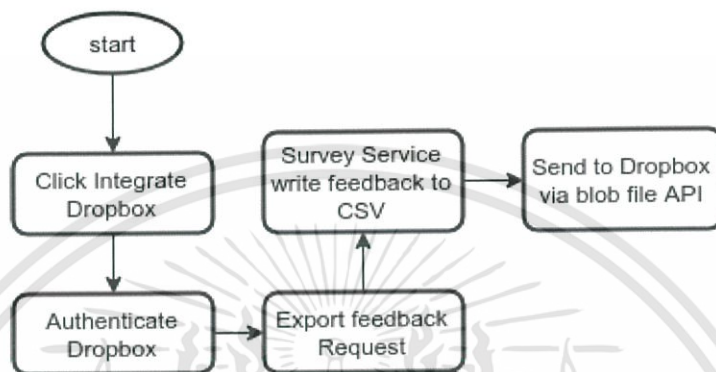 start
Click Integrate
Dropbox
Authenticate
Dropbox
Export feedback
Request
Survey Service
write feedback to
CSV
Send to Dropbox
via blob file API